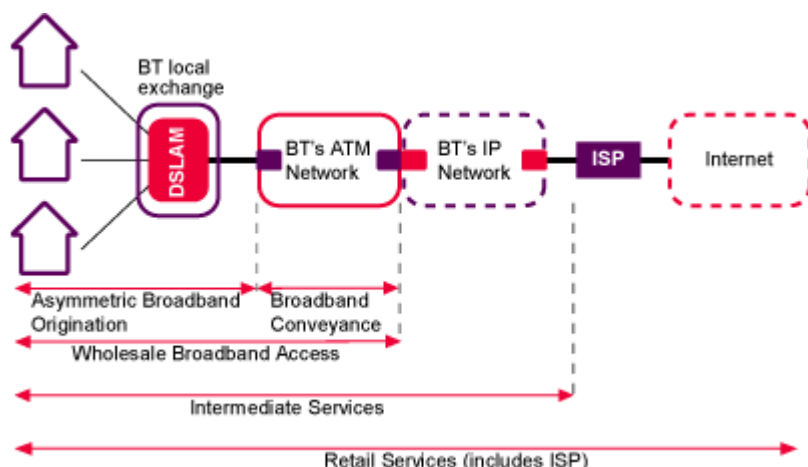 BT local
exchange
DSLAM
BT's ATM
Network
BT's IP
Network
ISP
Internet
Asymmetric Broadband
Origination
Broadband
Conveyance
Wholesale Broadband Access
Intermediate Services
Retail Services (includes ISP)